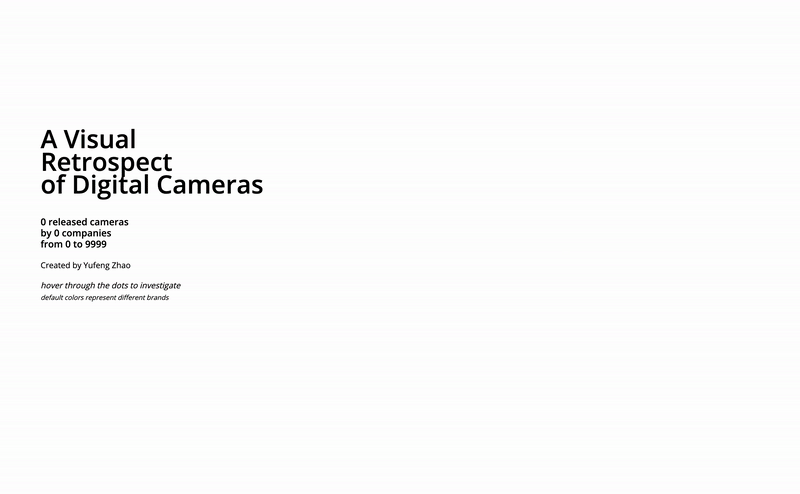 A Visual
Retrospect
of Digital Cameras
0 released cameras
by 0 companies
from 0 to 9999
Created by Yufeng Zhao
hover through the dots to investigate
default colors represent different brands